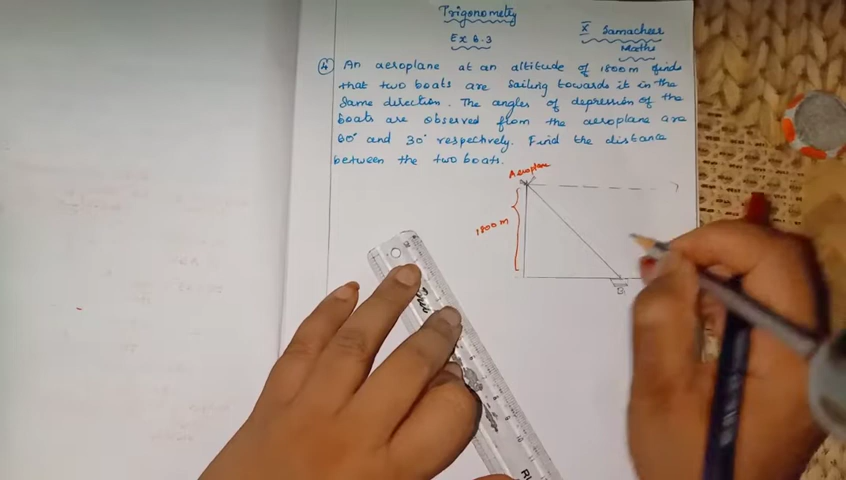 Trigonometry
Ex 6.3
X Samacheer
Maths
4 An aeroplane at an altitude of 1800 m finds
that two boats are sailing towards it in the
same direction. The angles of depression of the
boats are observed from the aeroplane are
60° and 30° respectively. Find the distance
between the two boats.
Aeroplane
1800 m
B